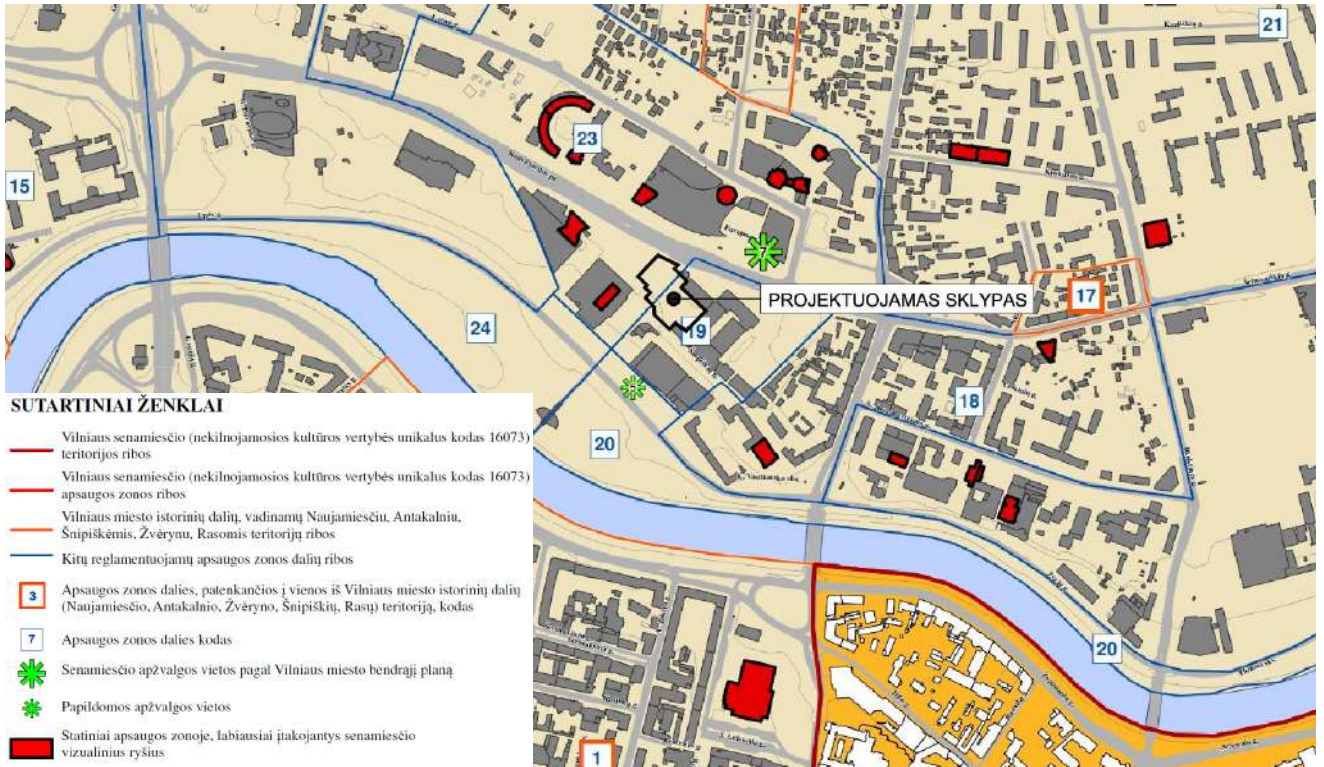 21
23
15
7
PROJEKTUOJAMAS SKLYPAS
17
19
24
18
20
20
1
SUTARTINIAI ŽENKLAI
Vilniaus senamiesčio (nekilnojamosios kultūros vertybės unikalus kodas 16073)
teritorijos ribos
Vilniaus senamiesčio (nekilnojamosios kultūros vertybės unikalus kodas 16073)
apsaugos zonos ribos
Vilniaus miesto istorinių dalių, vadinamų Naujamiesčiu, Antakalniu,
Šnipiškėmis, Žvėrynu, Rasomis teritorijų ribos
Kitų reglamentuojamų apsaugos zonos dalių ribos
3
Apsaugos zonos dalies, patenkančios į vienos iš Vilniaus miesto istorinių dalių
(Naujamiesčio, Antakalnio, Žvėryno, Šnipiškių, Rasų) teritoriją, kodas
7
Apsaugos zonos dalies kodas
Senamiesčio apžvalgos vietos pagal Vilniaus miesto bendrąjį planą
Papildomos apžvalgos vietos
Statiniai apsaugos zonoje, labiausiai įtakojantys senamiesčio
vizualinius ryšius